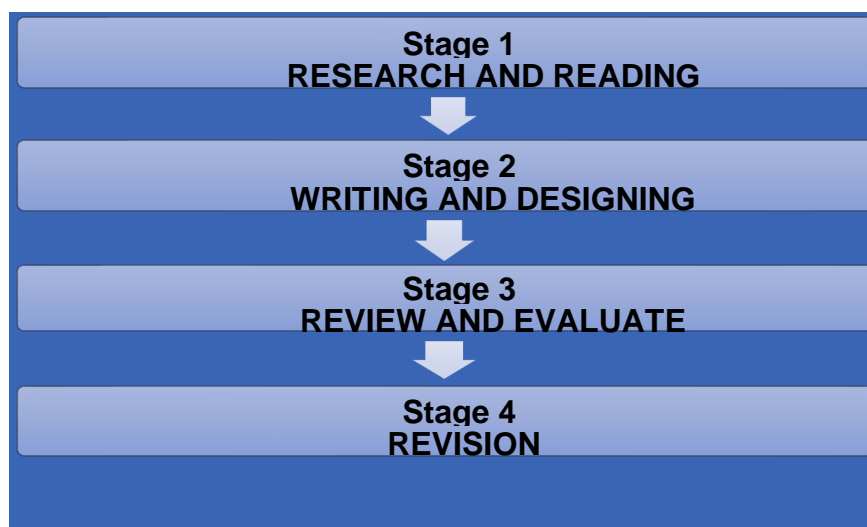 Stage 1
RESEARCH AND READING
Stage 2
WRITING AND DESIGNING
Stage 3
REVIEW AND EVALUATE
Stage 4
REVISION